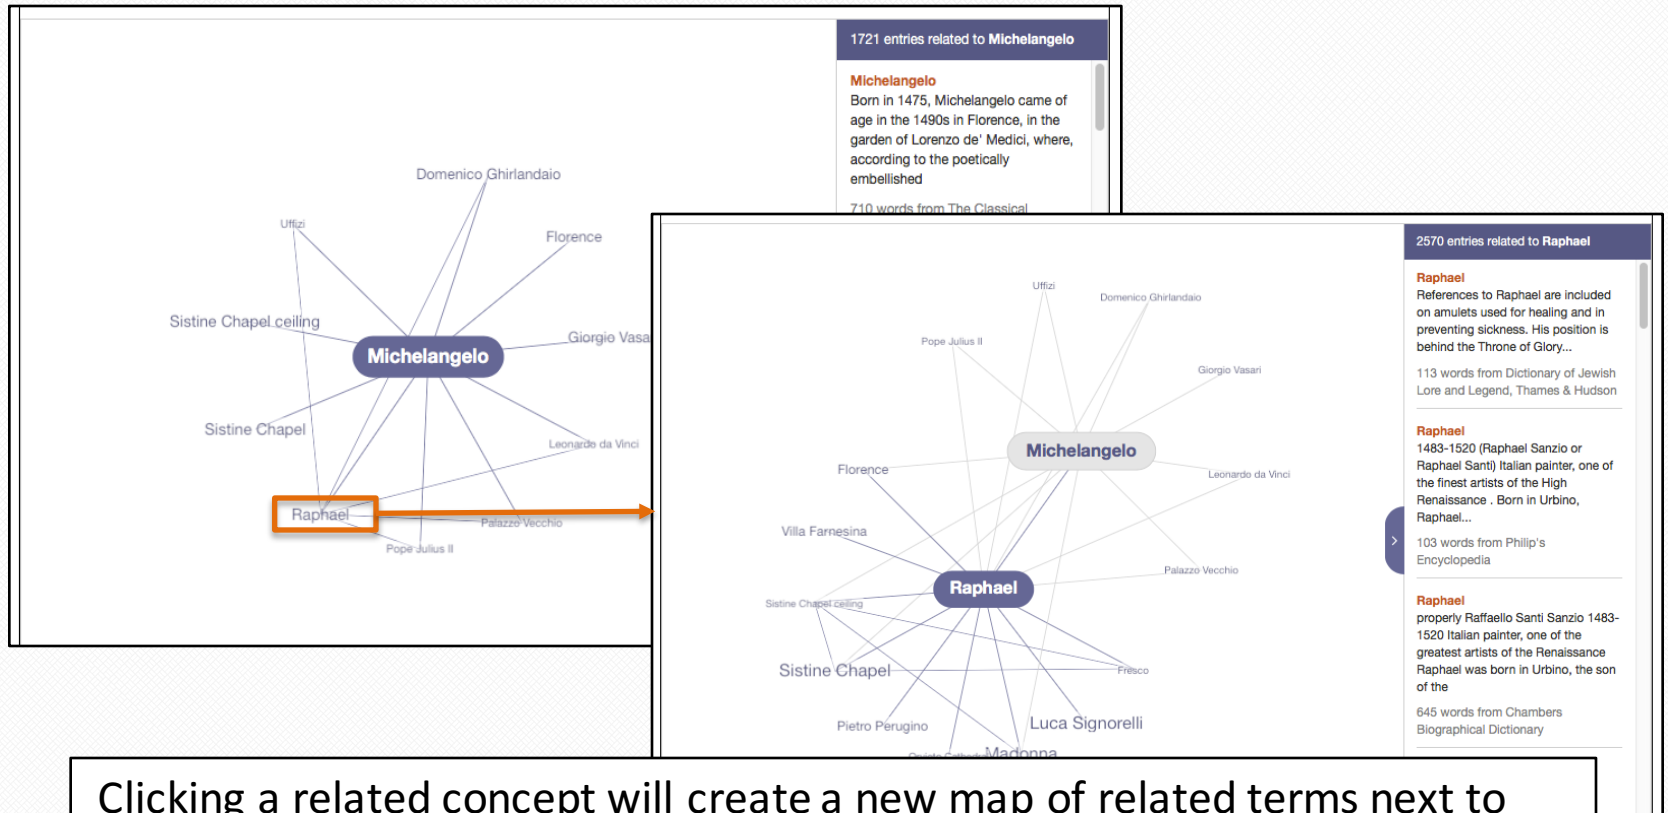 1721 entries related to Michelangelo
Michelangelo
Born in 1475, Michelangelo came of
age in the 1490s in Florence, in the
garden of Lorenzo de' Medici, where,
according to the poetically
embellished
710 words from The Classical
Domenico Ghirlandaio
Uffizi
Florence
Sistine Chapel ceiling
Giorgio Vasa
Michelangelo
Sistine Chapel
Leonardo da Vinci
Raphael
Palazzo Vecchio
Pope Julius II
2570 entries related to Raphael
Raphael
References to Raphael are included
on amulets used for healing and in
preventing sickness. His position is
behind the Throne of Glory...
113 words from Dictionary of Jewish
Lore and Legend, Thames & Hudson
Raphael
1483-1520 (Raphael Sanzio or
Raphael Santi) Italian painter, one of
the finest artists of the High
Renaissance . Born in Urbino,
Raphael...
103 words from Philip's
Encyclopedia
Raphael
properly Raffaello Santi Sanzio 1483-
1520 Italian painter, one of the
greatest artists of the Renaissance
Raphael was born in Urbino, the son
of the
645 words from Chambers
Biographical Dictionary
Uffizi
Domenico Ghirlandaio
Pope Julius II
Giorgio Vasari
Michelangelo
Florence
Leonardo da Vinci
Villa Farnesina
Palazzo Vecchio
Raphael
Sistine Chapel ceiling
Sistine Chapel
Fresco
Pietro Perugino
Luca Signorelli
Madonna
Clicking a related concept will create a new map of related terms next to